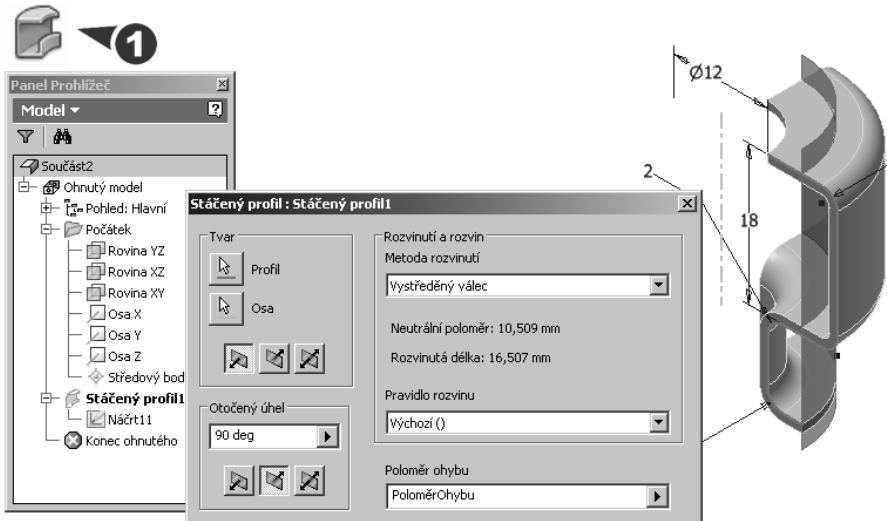 1
Panel Prohlížeč
Model
Součást2
Ohnutý model
Pohled: Hlavní
Počátek
Rovina YZ
Rovina XZ
Rovina XY
Osa X
Osa Y
Osa Z
Středový bod
Stáčený profil1
Náčrt11
Konec ohnutého
Stáčený profil : Stáčený profil1
Tvar
Profil
Osa
Otočený úhel
90 deg
Rozvinutí a rozvin
Metoda rozvinutí
Vystředěný válec
Neutrální poloměr: 10,509 mm
Rozvinutá délka: 16,507 mm
Pravidlo rozvinu
Výchozí ()
Poloměr ohybu
PoloměrOhybu
Ø12
2
18